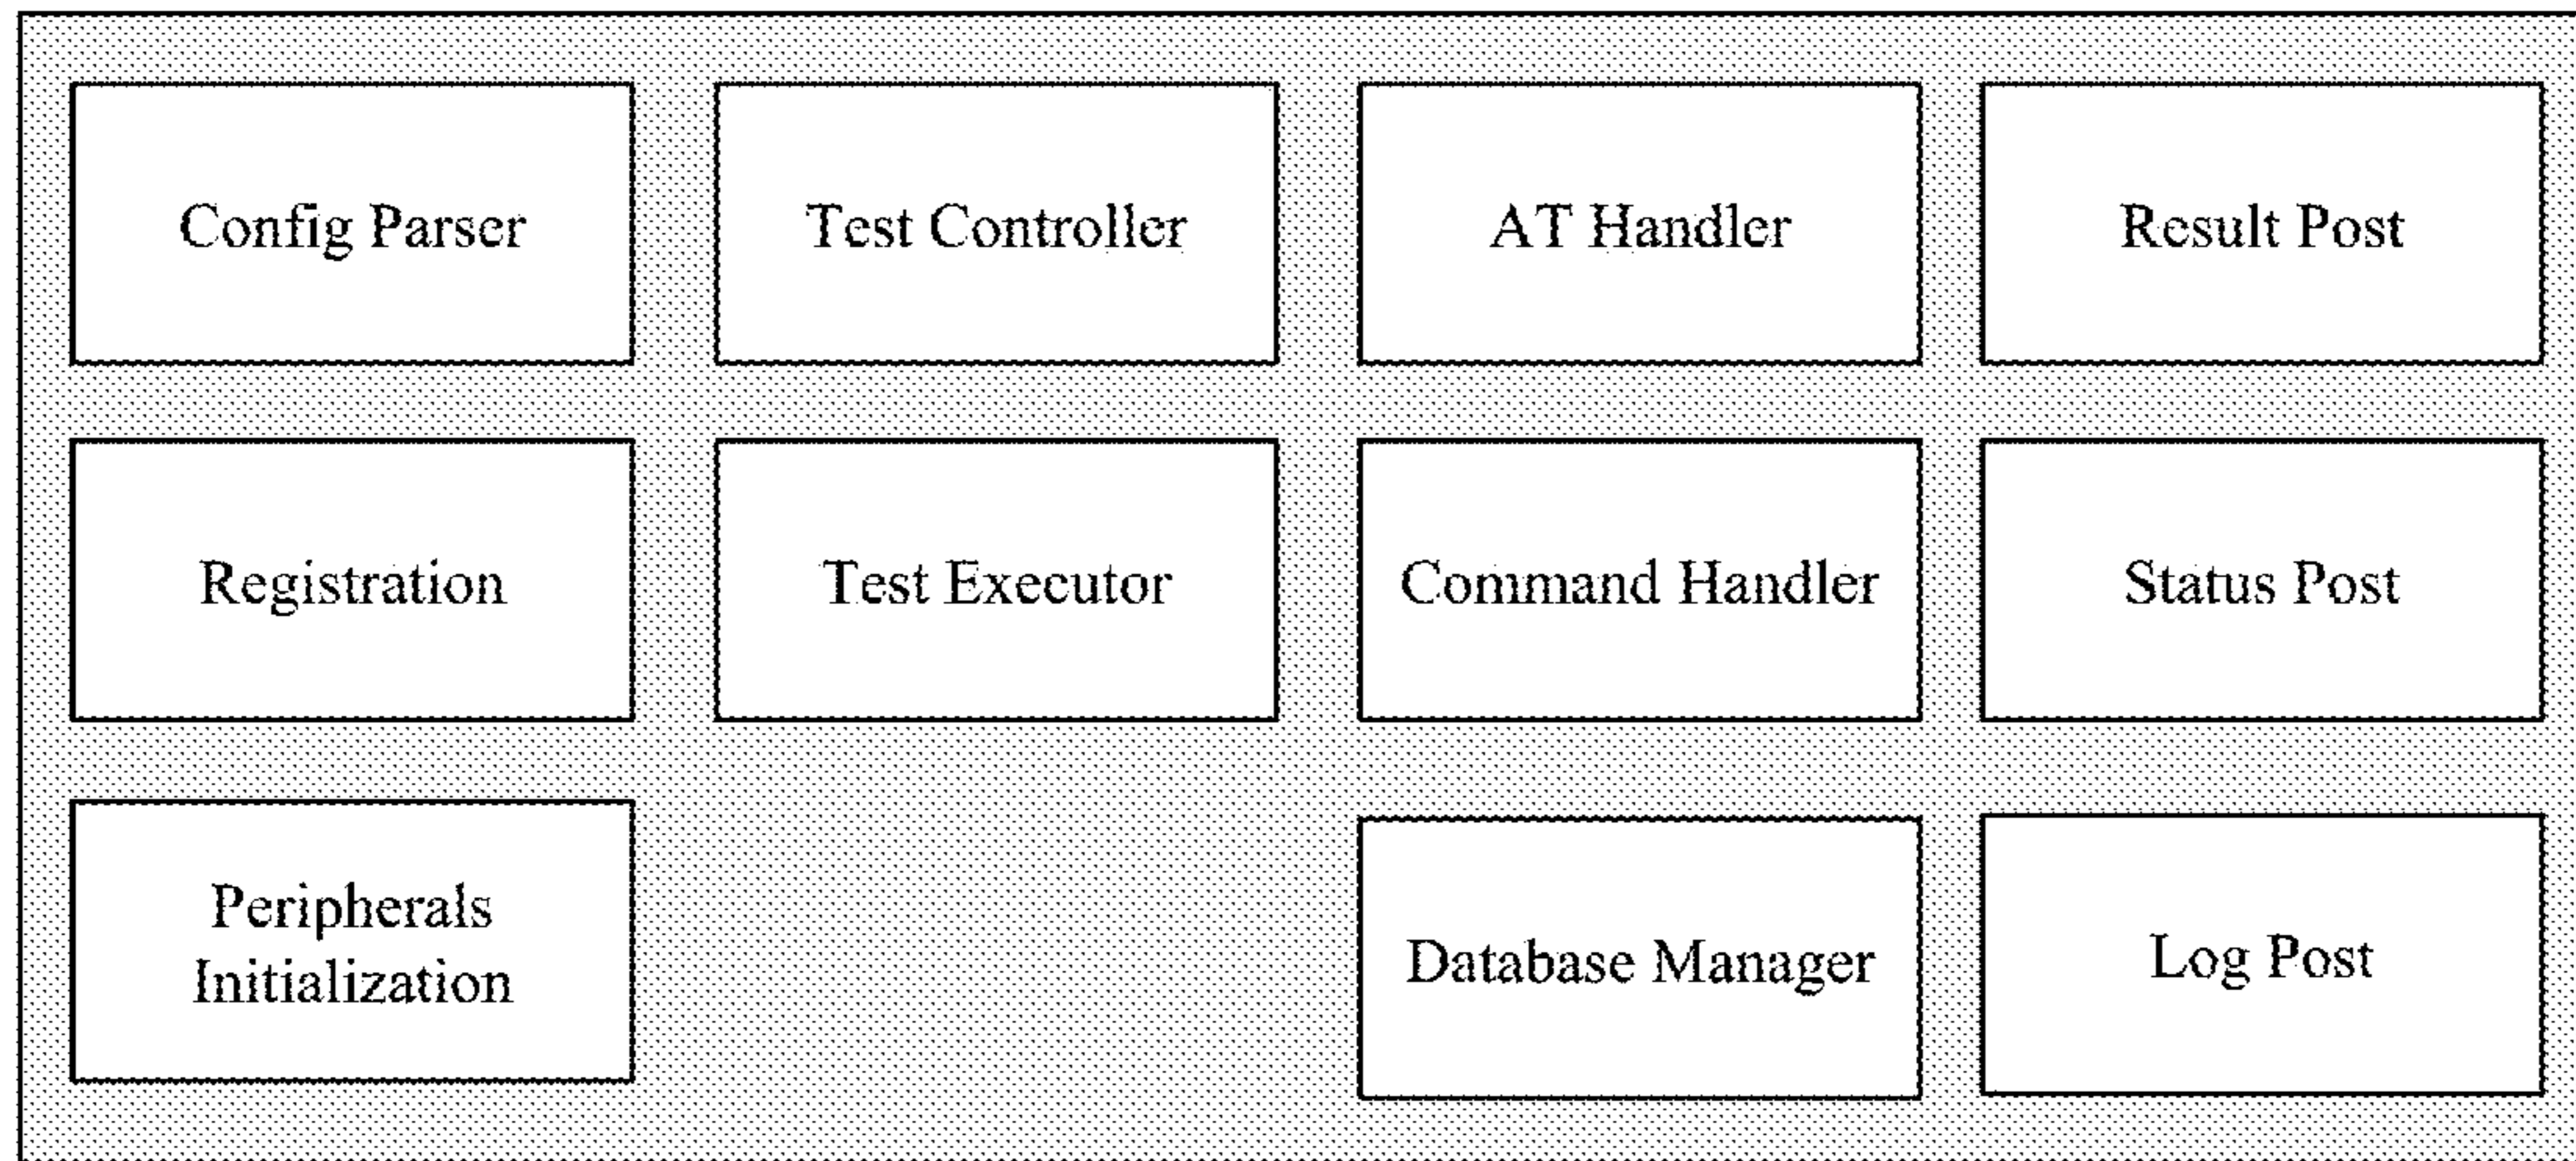 Config Parser
Test Controller
AT Handler
Result Post
Registration
Test Executor
Command Handler
Status Post
Peripherals
Initialization
Database Manager
Log Post